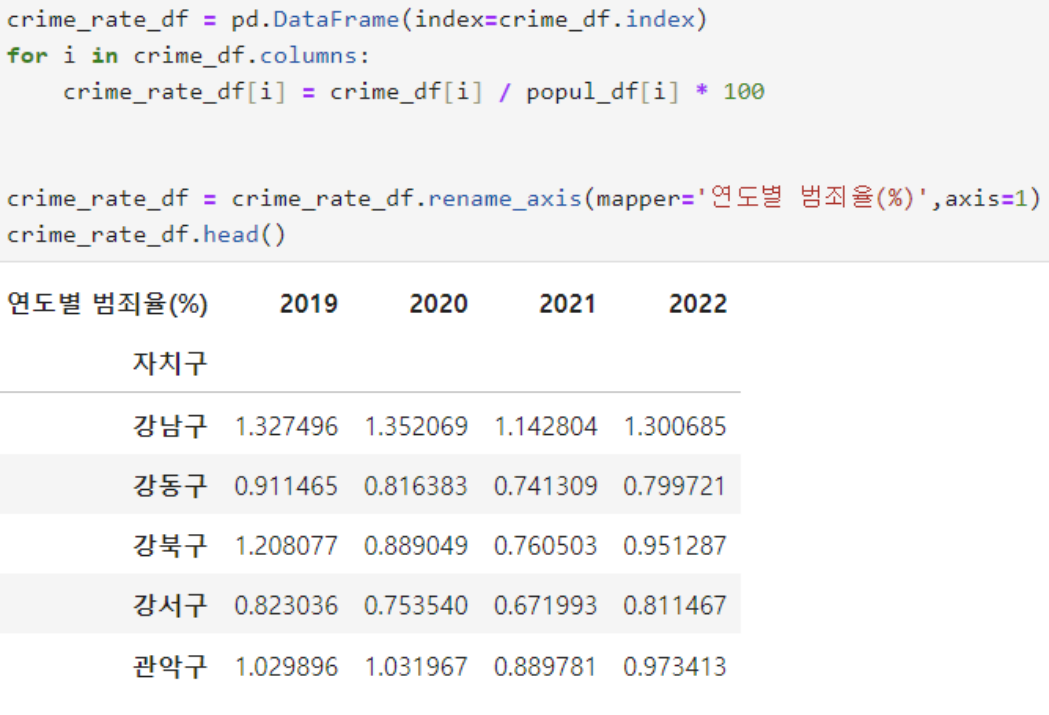 crime_rate_df = pd.DataFrame(index=crime_df.index)
for i in crime_df.columns:
    crime_rate_df[i] = crime_df[i] / popul_df[i] * 100
crime_rate_df = crime_rate_df.rename_axis(mapper='연도별 범죄율(%)',axis=1)
crime_rate_df.head()
연도별 범죄율(%) 2019 2020 2021 2022
자치구
강남구 1.327496 1.352069 1.142804 1.300685
강동구 0.911465 0.816383 0.741309 0.799721
강북구 1.208077 0.889049 0.760503 0.951287
강서구 0.823036 0.753540 0.671993 0.811467
관악구 1.029896 1.031967 0.889781 0.973413